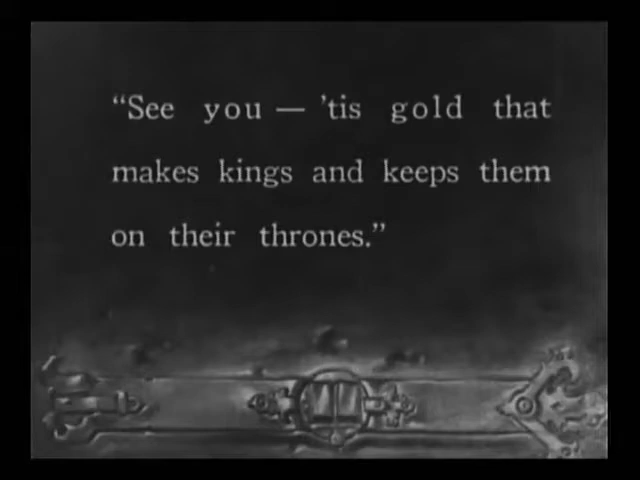 “See you — ’tis gold that
makes kings and keeps them
on their thrones.”